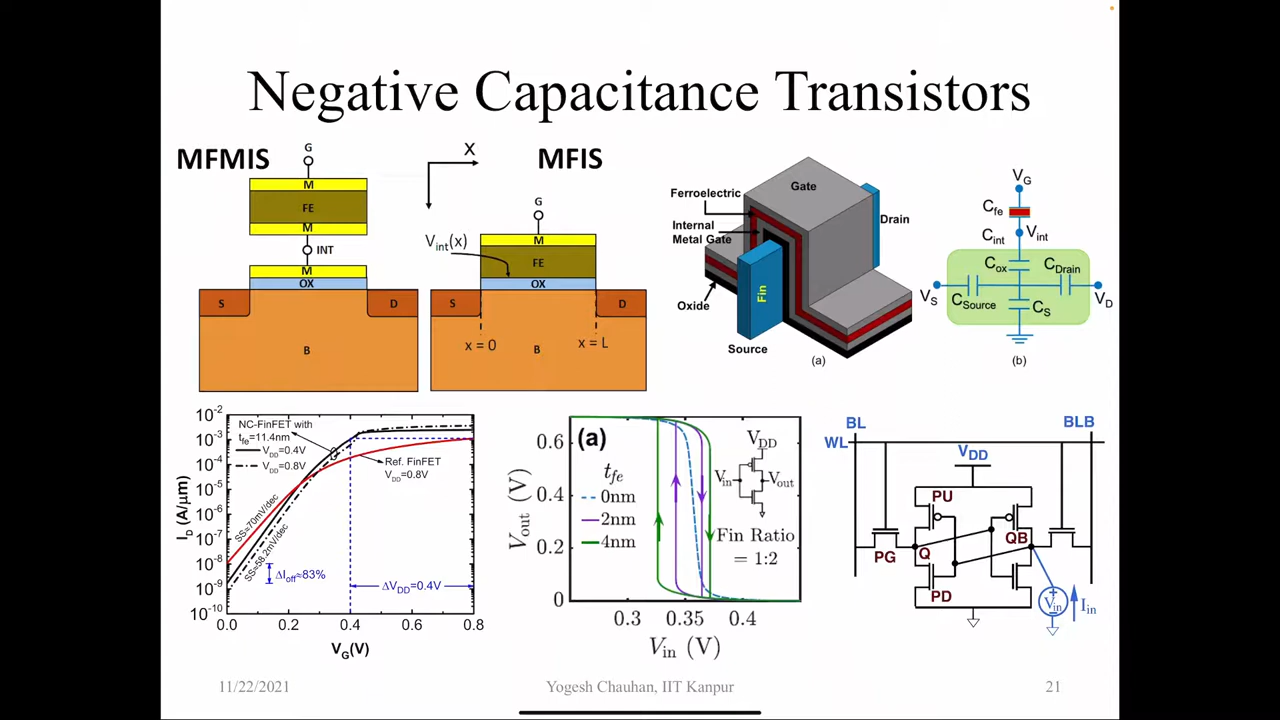 Negative Capacitance Transistors
MFMIS
G
M
FE
M
INT
M
OX
S
D
B
X
MFIS
G
V_int(x)
M
FE
OX
S
D
x = 0
B
x = L
Ferroelectric
Internal
Metal Gate
Oxide
Gate
Drain
Fin
Source
(a)
V_G
C_fe
C_int
V_int
C_ox
C_Drain
V_S
C_Source
C_S
V_D
(b)
I_D (A/μm)
10^-2
10^-3
10^-4
10^-5
10^-6
10^-7
10^-8
10^-9
10^-10
NC-FinFET with
t_fe=11.4nm
V_DD=0.4V
V_DD=0.8V
Ref. FinFET
V_DD=0.8V
SS=70mV/dec
SS=58.2mV/dec
ΔI_off≈83%
ΔV_DD=0.4V
0.0 0.2 0.4 0.6 0.8
V_G(V)
V_out (V)
0.6
0.4
0.2
0
(a)
t_fe
0nm
2nm
4nm
V_DD
V_in
V_out
Fin Ratio
= 1:2
0.3 0.35 0.4
V_in (V)
BL
BLB
WL
V_DD
PU
PG
Q
QB
PD
V_in
I_in
11/22/2021
Yogesh Chauhan, IIT Kanpur
21